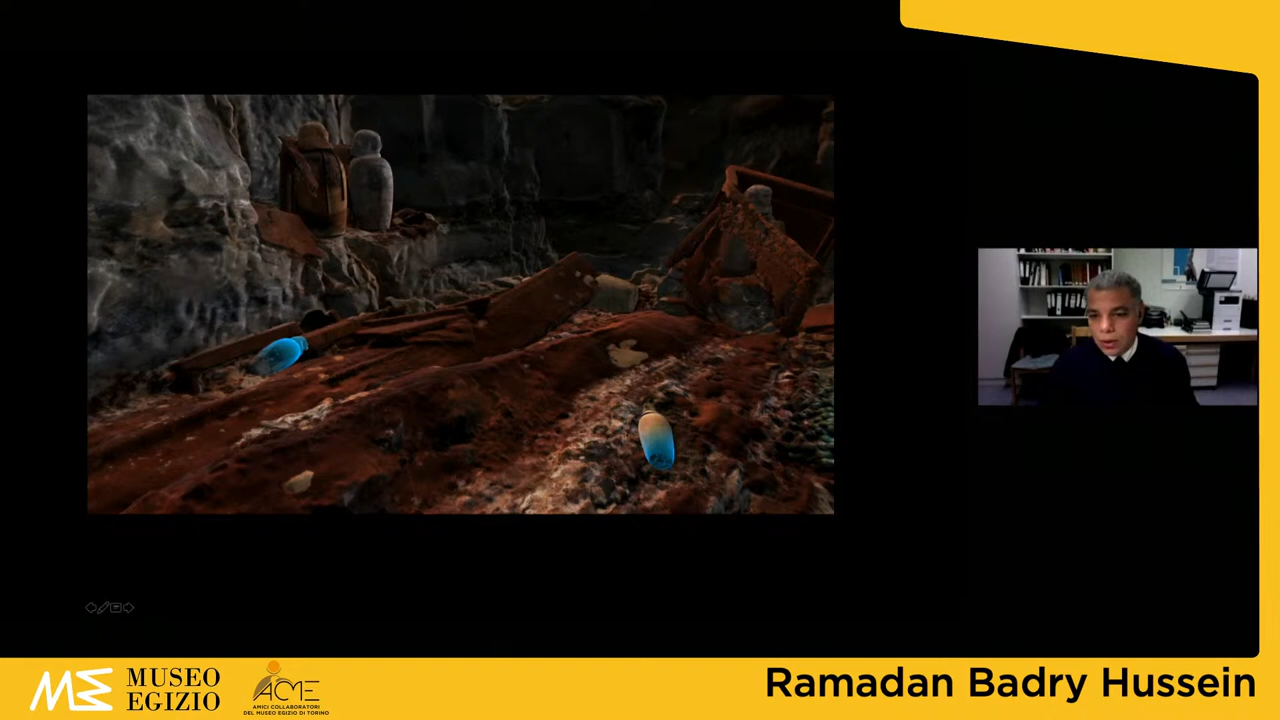 MUSEO
EGIZIO
ACME
AMICI COLLABORATORI
DEL MUSEO EGIZIO DI TORINO
Ramadan Badry Hussein